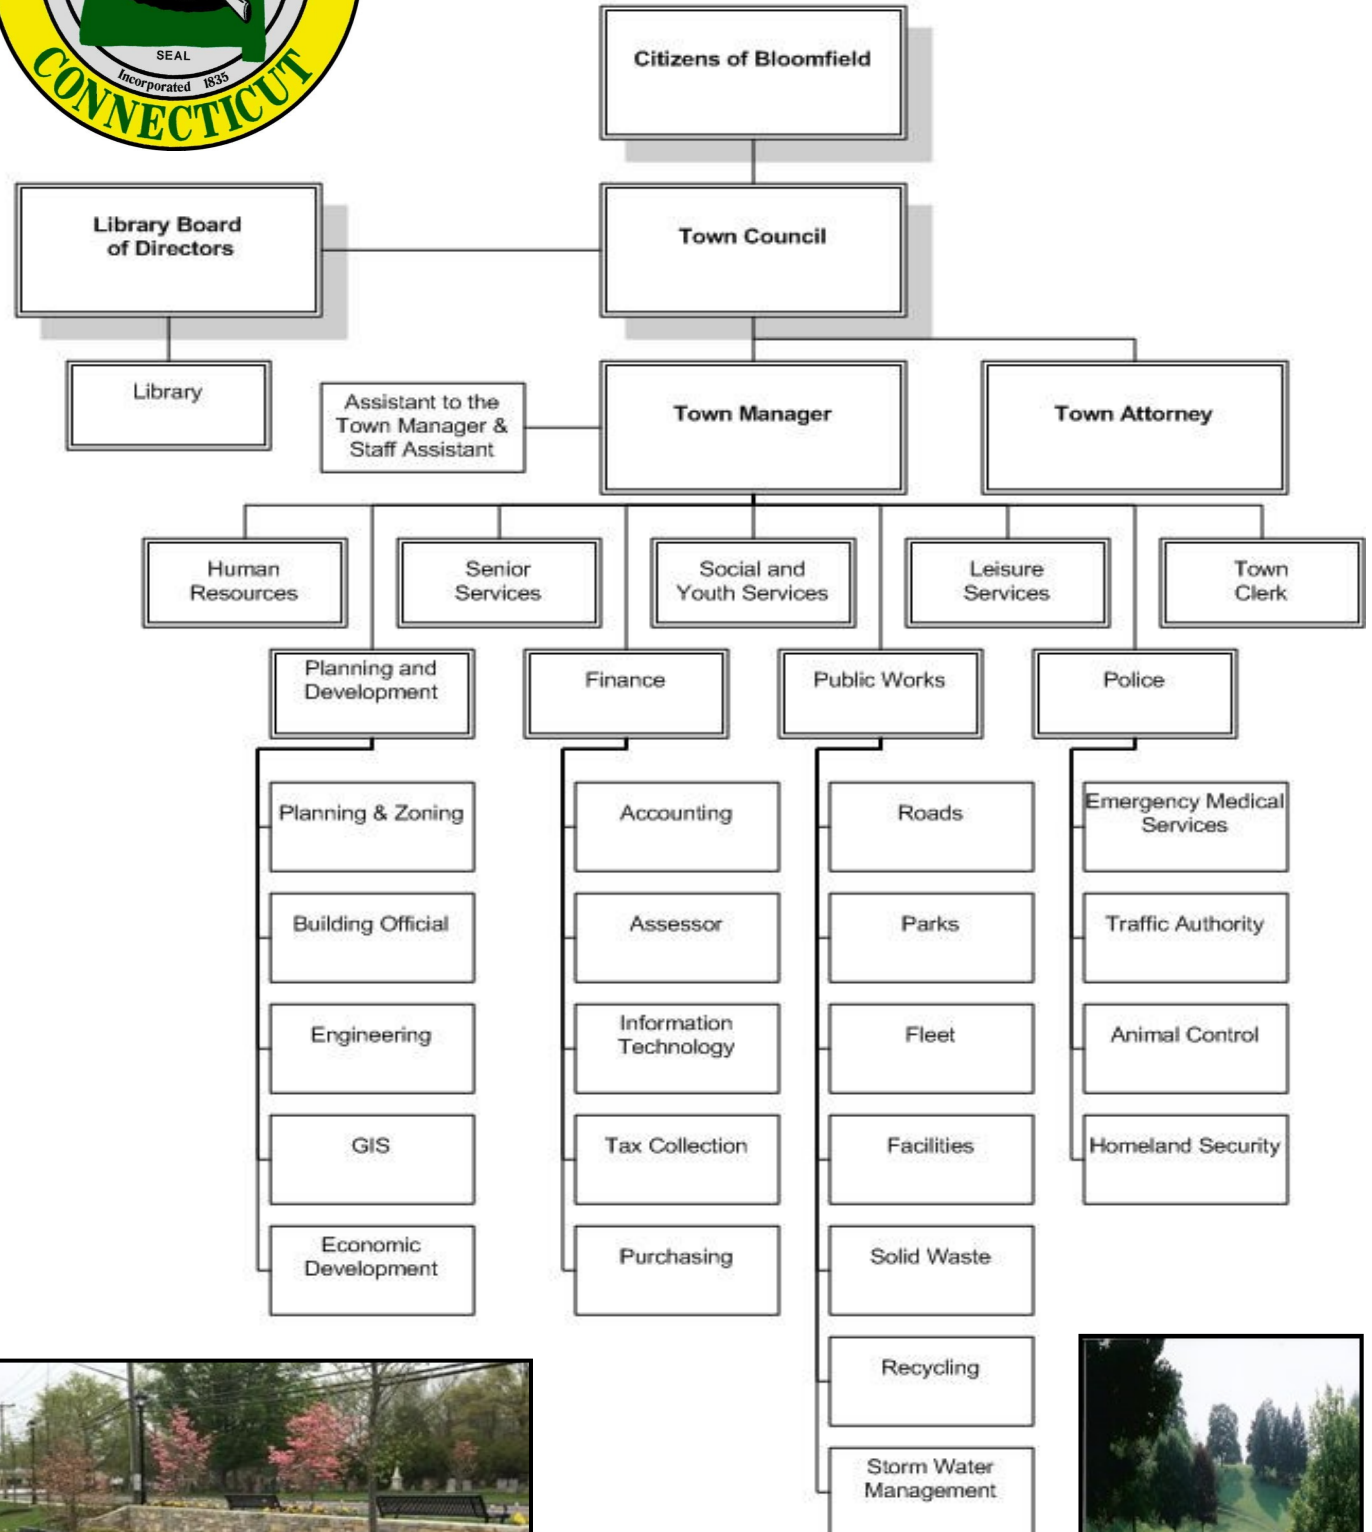 SEAL
Incorporated 1835
CONNECTICUT
Citizens of Bloomfield
Library Board
of Directors
Town Council
Library
Assistant to the
Town Manager &
Staff Assistant
Town Manager
Town Attorney
Human
Resources
Senior
Services
Social and
Youth Services
Leisure
Services
Town
Clerk
Planning and
Development
Finance
Public Works
Police
Planning & Zoning
Building Official
Engineering
GIS
Economic
Development
Accounting
Assessor
Information
Technology
Tax Collection
Purchasing
Roads
Parks
Fleet
Facilities
Solid Waste
Recycling
Storm Water
Management
Emergency Medical
Services
Traffic Authority
Animal Control
Homeland Security